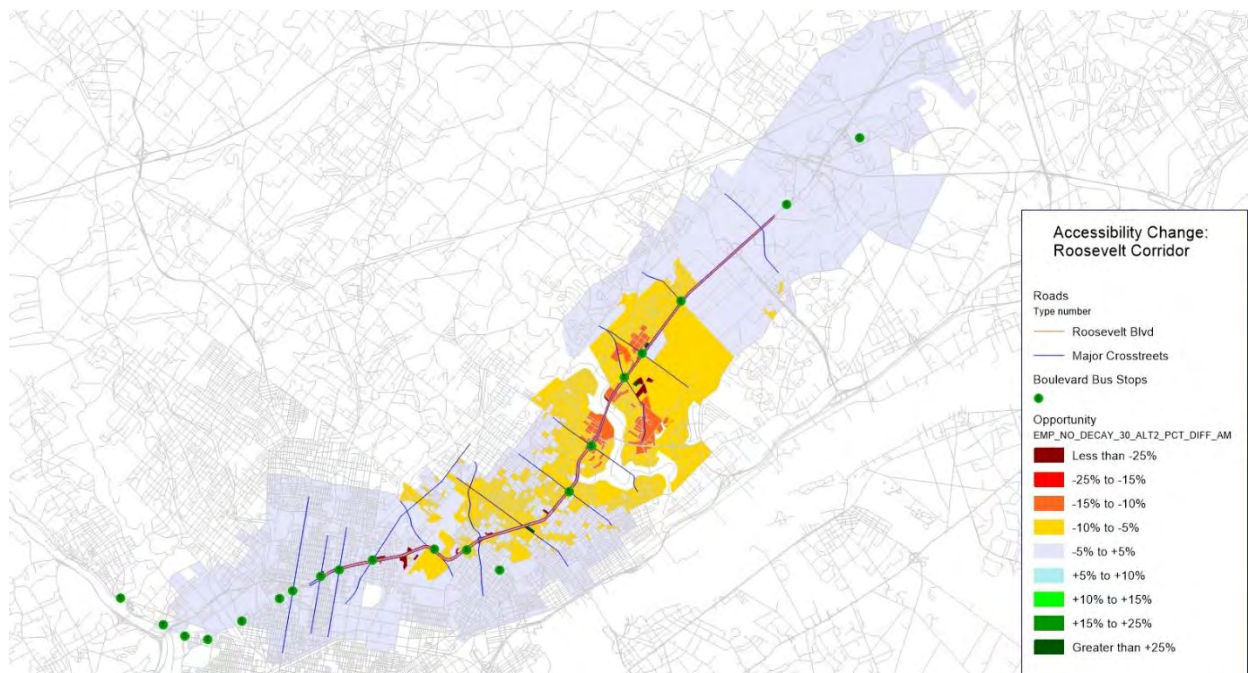 Accessibility Change:
Roosevelt Corridor
Roads
Type number
Roosevelt Blvd
Major Crosstreets
Boulevard Bus Stops
Opportunity
EMP_NO_DECAY_30_ALT2_PCT_DIFF_AM
Less than -25%
-25% to -15%
-15% to -10%
-10% to -5%
-5% to +5%
+5% to +10%
+10% to +15%
+15% to +25%
Greater than +25%